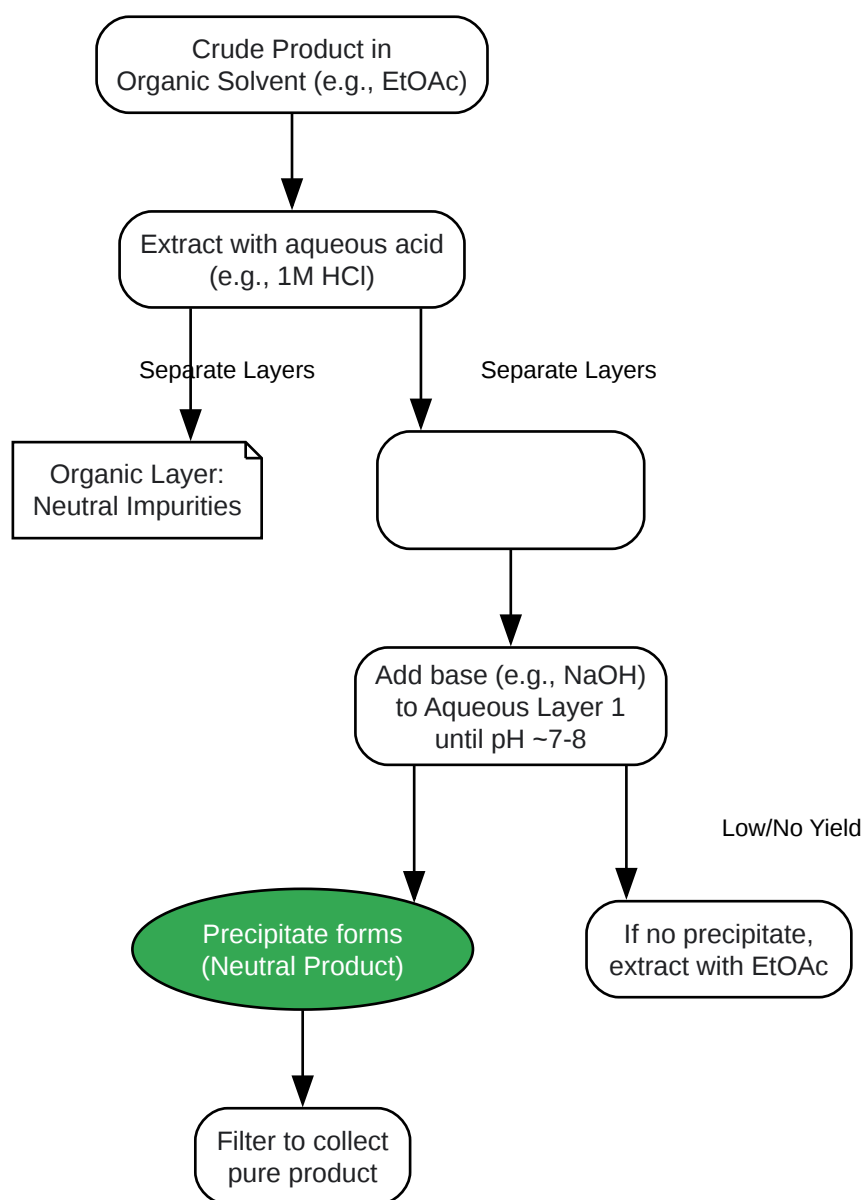 Crude Product in
Organic Solvent (e.g., EtOAc)
Extract with aqueous acid
(e.g., 1M HCl)
Separate Layers
Separate Layers
Organic Layer:
Neutral Impurities
Add base (e.g., NaOH)
to Aqueous Layer 1
until pH ~7-8
Low/No Yield
Precipitate forms
(Neutral Product)
If no precipitate,
extract with EtOAc
Filter to collect
pure product